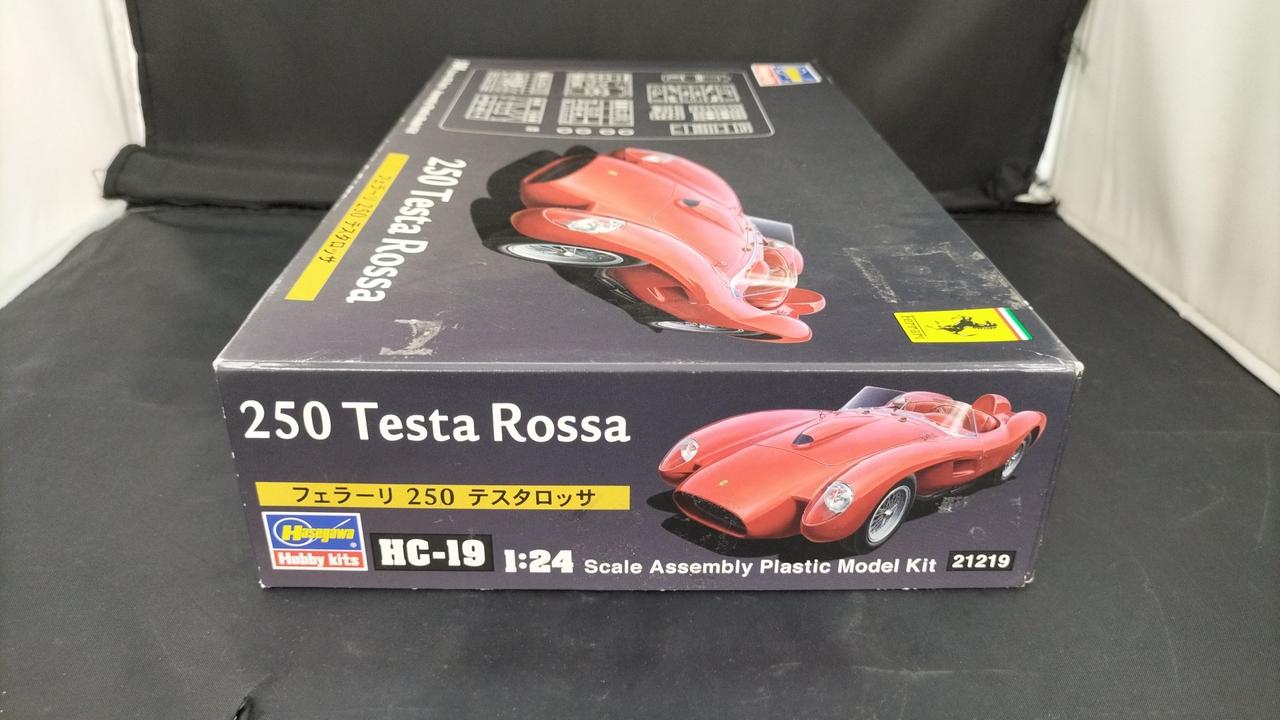 250 Testa Rossa
フェラーリ 250 テスタロッサ
Ferrari
250 Testa Rossa
フェラーリ 250 テスタロッサ
Hasegawa
Hobby kits
HC-19
1:24 Scale Assembly Plastic Model Kit
21219